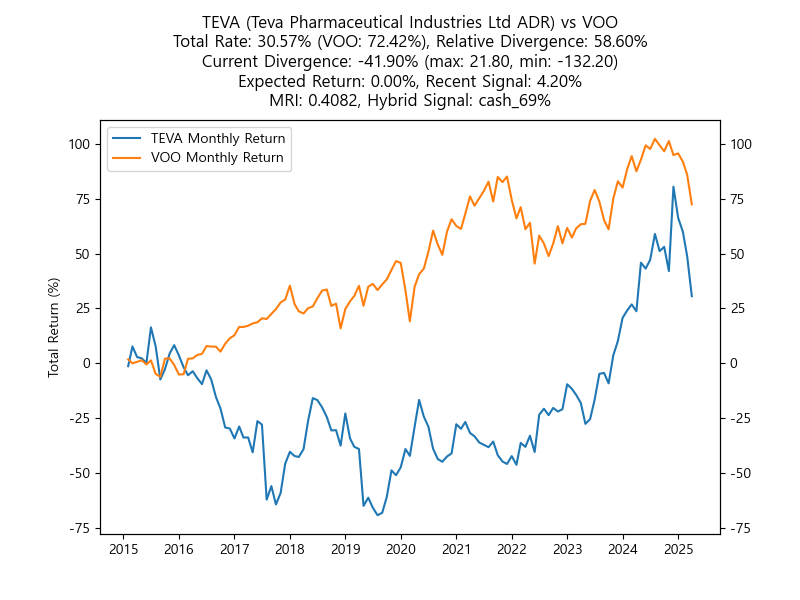 TEVA (Teva Pharmaceutical Industries Ltd ADR) vs VOO
Total Rate: 30.57% (VOO: 72.42%), Relative Divergence: 58.60%
Current Divergence: -41.90% (max: 21.80, min: -132.20)
Expected Return: 0.00%, Recent Signal: 4.20%
MRI: 0.4082, Hybrid Signal: cash_69%
TEVA Monthly Return
VOO Monthly Return
Total Return (%)
100 100
75 75
50 50
25 25
0 0
-25 -25
-50 -50
-75 -75
2015 2016 2017 2018 2019 2020 2021 2022 2023 2024 2025